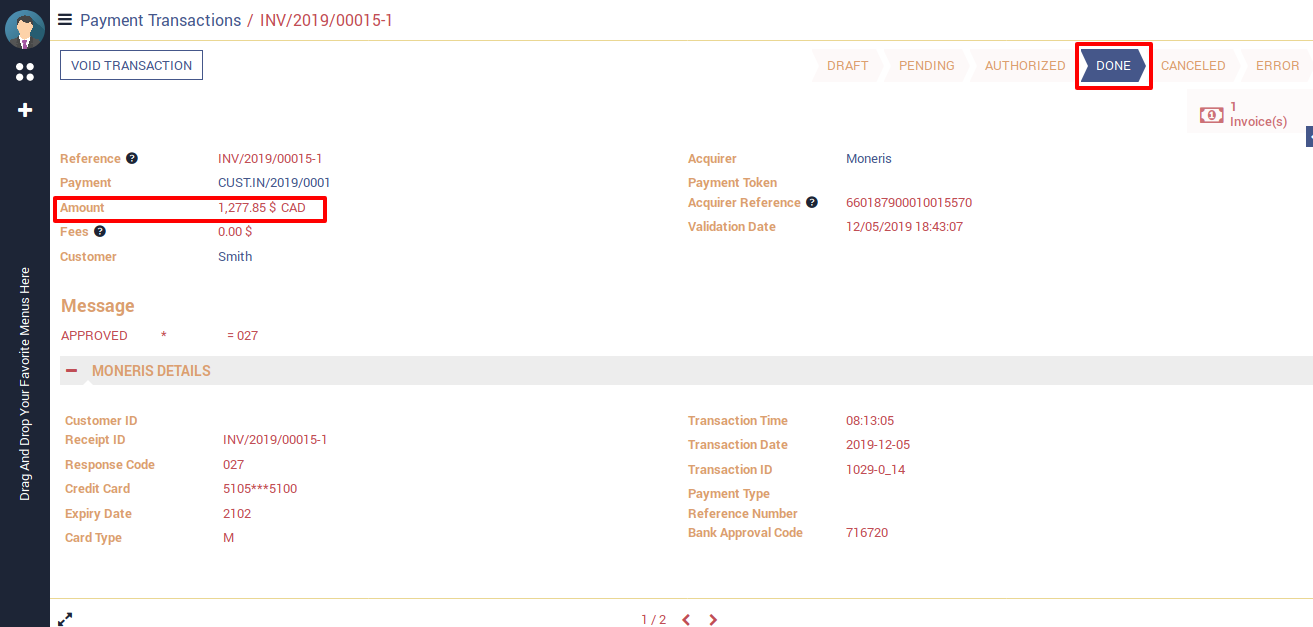 Payment Transactions / INV/2019/00015-1
VOID TRANSACTION
DRAFT PENDING AUTHORIZED DONE CANCELED ERROR
1
Invoice(s)
Reference ? INV/2019/00015-1
Payment CUST.IN/2019/0001
Amount 1,277.85 $ CAD
Fees ? 0.00 $
Customer Smith
Acquirer Moneris
Payment Token
Acquirer Reference ? 660187900010015570
Validation Date 12/05/2019 18:43:07
Message
APPROVED * = 027
MONERIS DETAILS
Customer ID
Receipt ID INV/2019/00015-1
Response Code 027
Credit Card 5105***5100
Expiry Date 2102
Card Type M
Transaction Time 08:13:05
Transaction Date 2019-12-05
Transaction ID 1029-0_14
Payment Type
Reference Number
Bank Approval Code 716720
Drag And Drop Your Favorite Menus Here
1 / 2